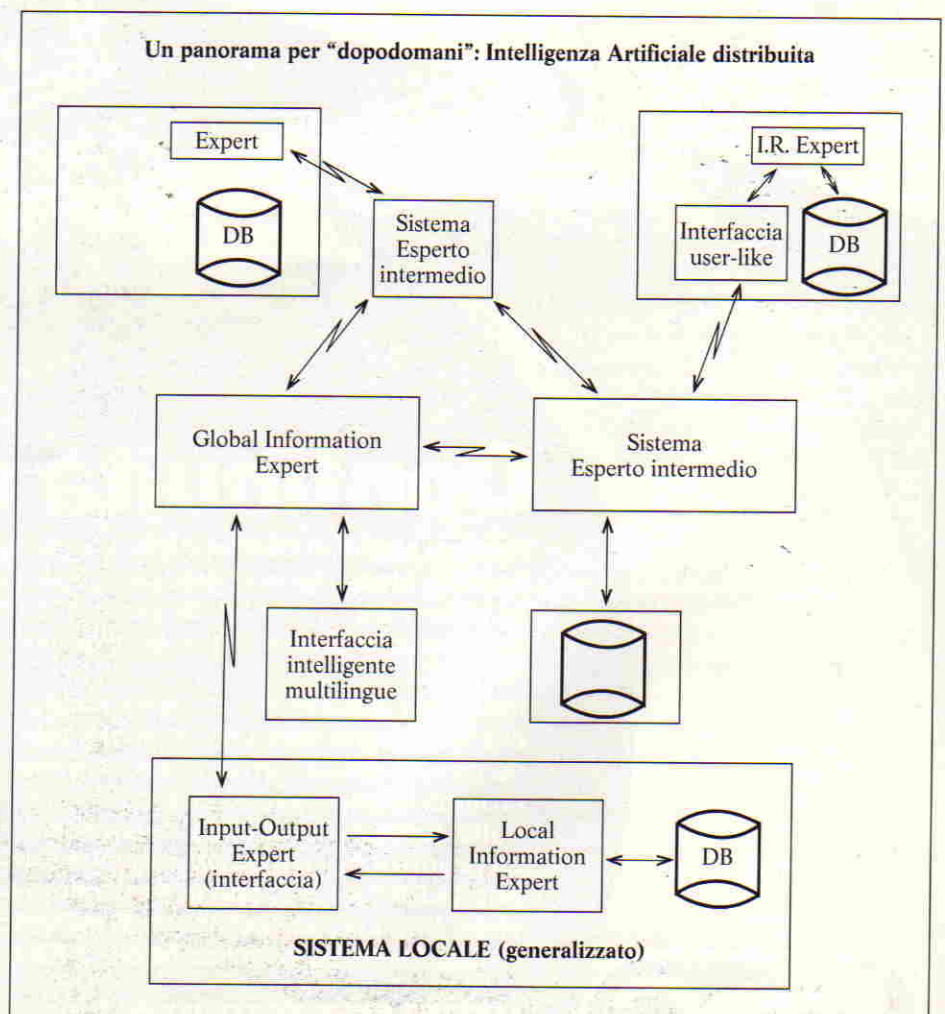 Un panorama per “dopodomani”: Intelligenza Artificiale distribuita
Expert
DB
Sistema
Esperto
intermedio
I.R. Expert
Interfaccia
user-like
DB
Global Information
Expert
Sistema
Esperto intermedio
Interfaccia
intelligente
multilingue
Input-Output
Expert
(interfaccia)
Local
Information
Expert
DB
SISTEMA LOCALE (generalizzato)